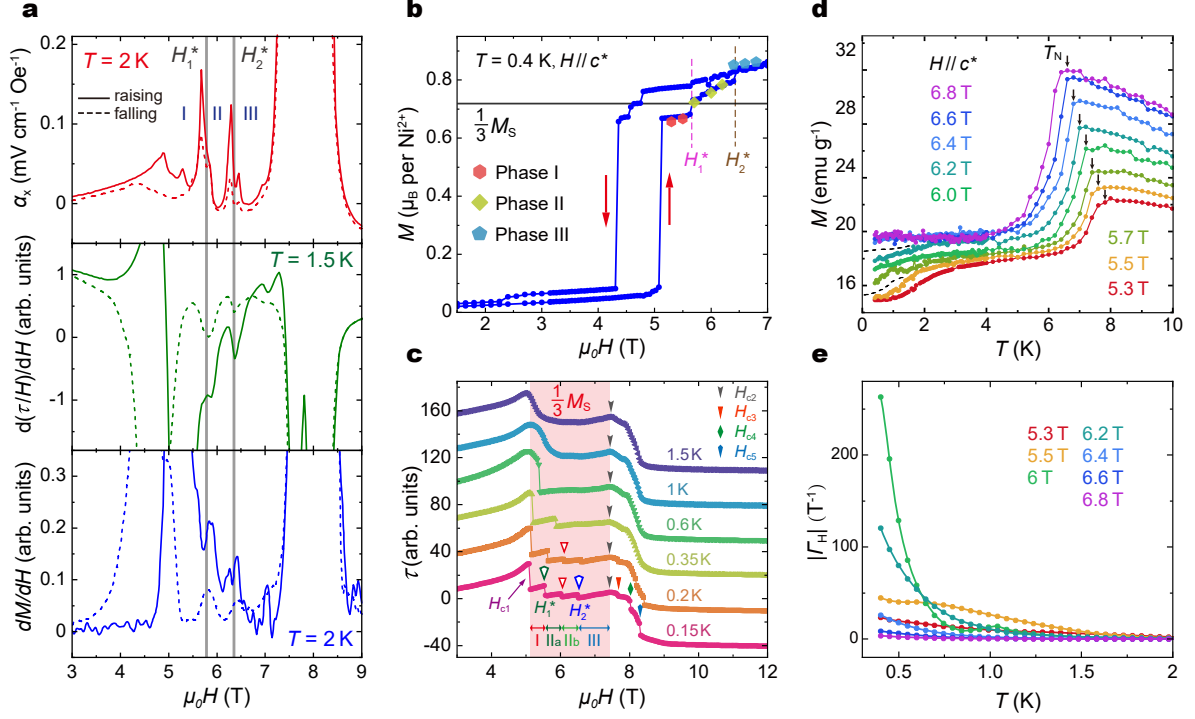 a
0.2
0.1
0
αx (mV cm-1 Oe-1)
T = 2 K
H1*
H2*
raising
falling
I
II
III
1
0
-1
d(τ/H)/dH (arb. units)
T = 1.5 K
0.3
0.2
0.1
0
dM/dH (arb. units)
T = 2 K
3 4 5 6 7 8 9
μ0H (T)
b
T = 0.4 K, H // c*
0.8
0.6
0.4
0.2
0
M (μB per Ni2+)
1/3 MS
H1*
H2*
Phase I
Phase II
Phase III
2 3 4 5 6 7
μ0H (T)
c
160
120
80
40
0
-40
τ (arb. units)
1/3 MS
Hc2
Hc3
Hc4
Hc5
1.5 K
1 K
0.6 K
0.35 K
0.2 K
0.15 K
Hc1
H1*
H2*
I IIa IIb III
2 4 6 8 10 12
μ0H (T)
d
32
28
24
20
16
M (emu g-1)
H // c*
TN
6.8 T
6.6 T
6.4 T
6.2 T
6.0 T
5.7 T
5.5 T
5.3 T
0 2 4 6 8 10
T (K)
e
200
100
0
|ΓH| (T-1)
5.3 T 6.2 T
5.5 T 6.4 T
6 T 6.6 T
6.8 T
0.5 1.0 1.5 2
T (K)